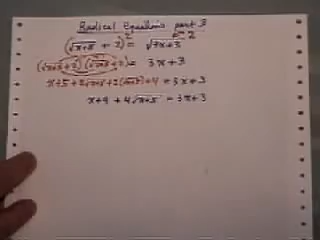 Radical Equations part 3
(√x+5 + 2)² = √3x+3 ²
(√x+5 + 2)(√x+5 + 2) = 3x+3
x+5+2√x+5+2√x+5+4 = 3x+3
x+9 + 4√x+5 = 3x+3